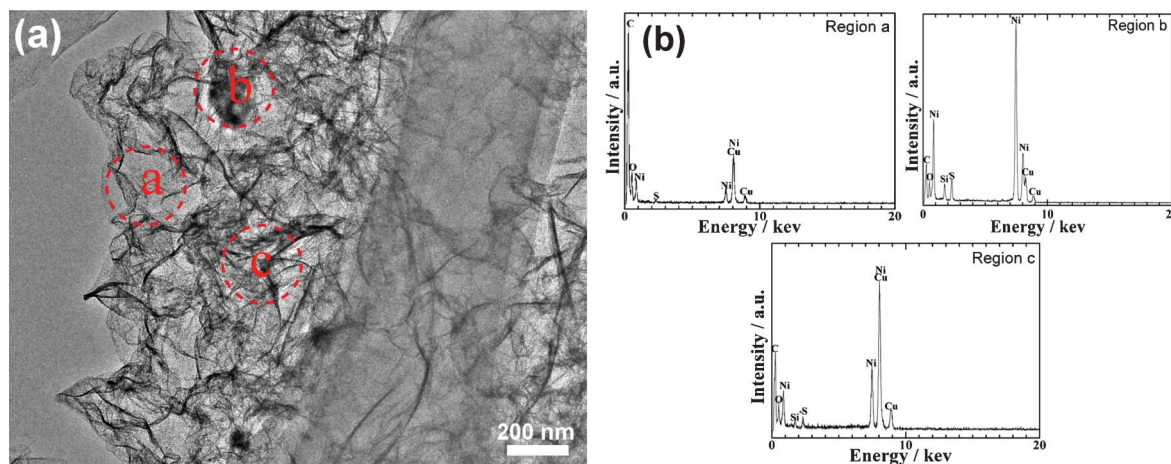 (a)
b
a
c
200 nm
(b)
Region a
Intensity / a.u.
C
O
Ni
S
Ni
Ni
Cu
Cu
0
10
20
Energy / kev
Region b
Intensity / a.u.
C
O
Ni
Si
S
Ni
Ni
Cu
Cu
0
10
2
Energy / kev
Region c
Intensity / a.u.
C
O
Ni
Si
S
Ni
Ni
Cu
Cu
0
10
20
Energy / kev